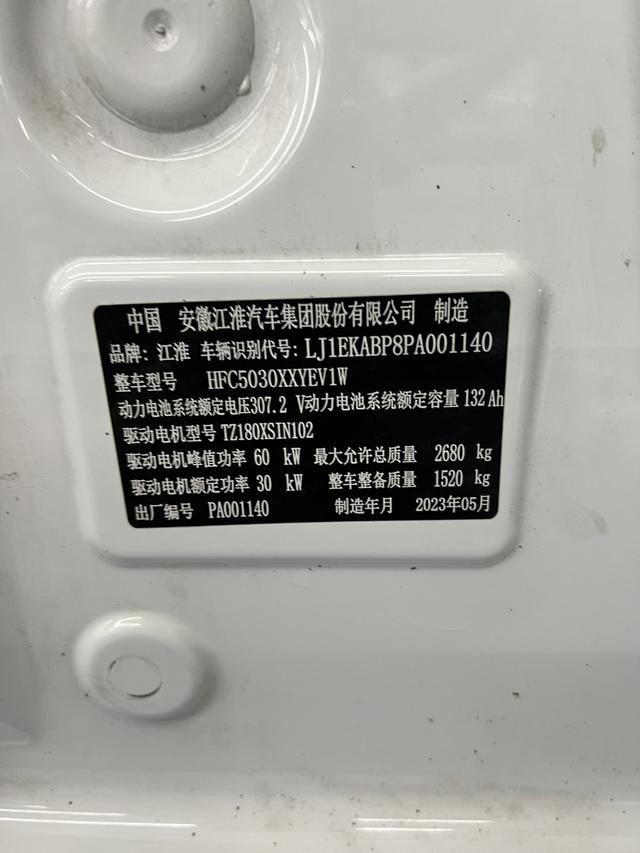 中国 安徽江淮汽车集团股份有限公司 制造
品牌: 江淮 车辆识别代号: LJ1EKABP8PA001140
整车型号 HFC5030XXYEV1W
动力电池系统额定电压307.2 V动力电池系统额定容量 132 Ah
驱动电机型号 TZ180XSIN102
驱动电机峰值功率 60 kW 最大允许总质量 2680 kg
驱动电机额定功率 30 kW 整车整备质量 1520 kg
出厂编号 PA001140 制造年月 2023年05月